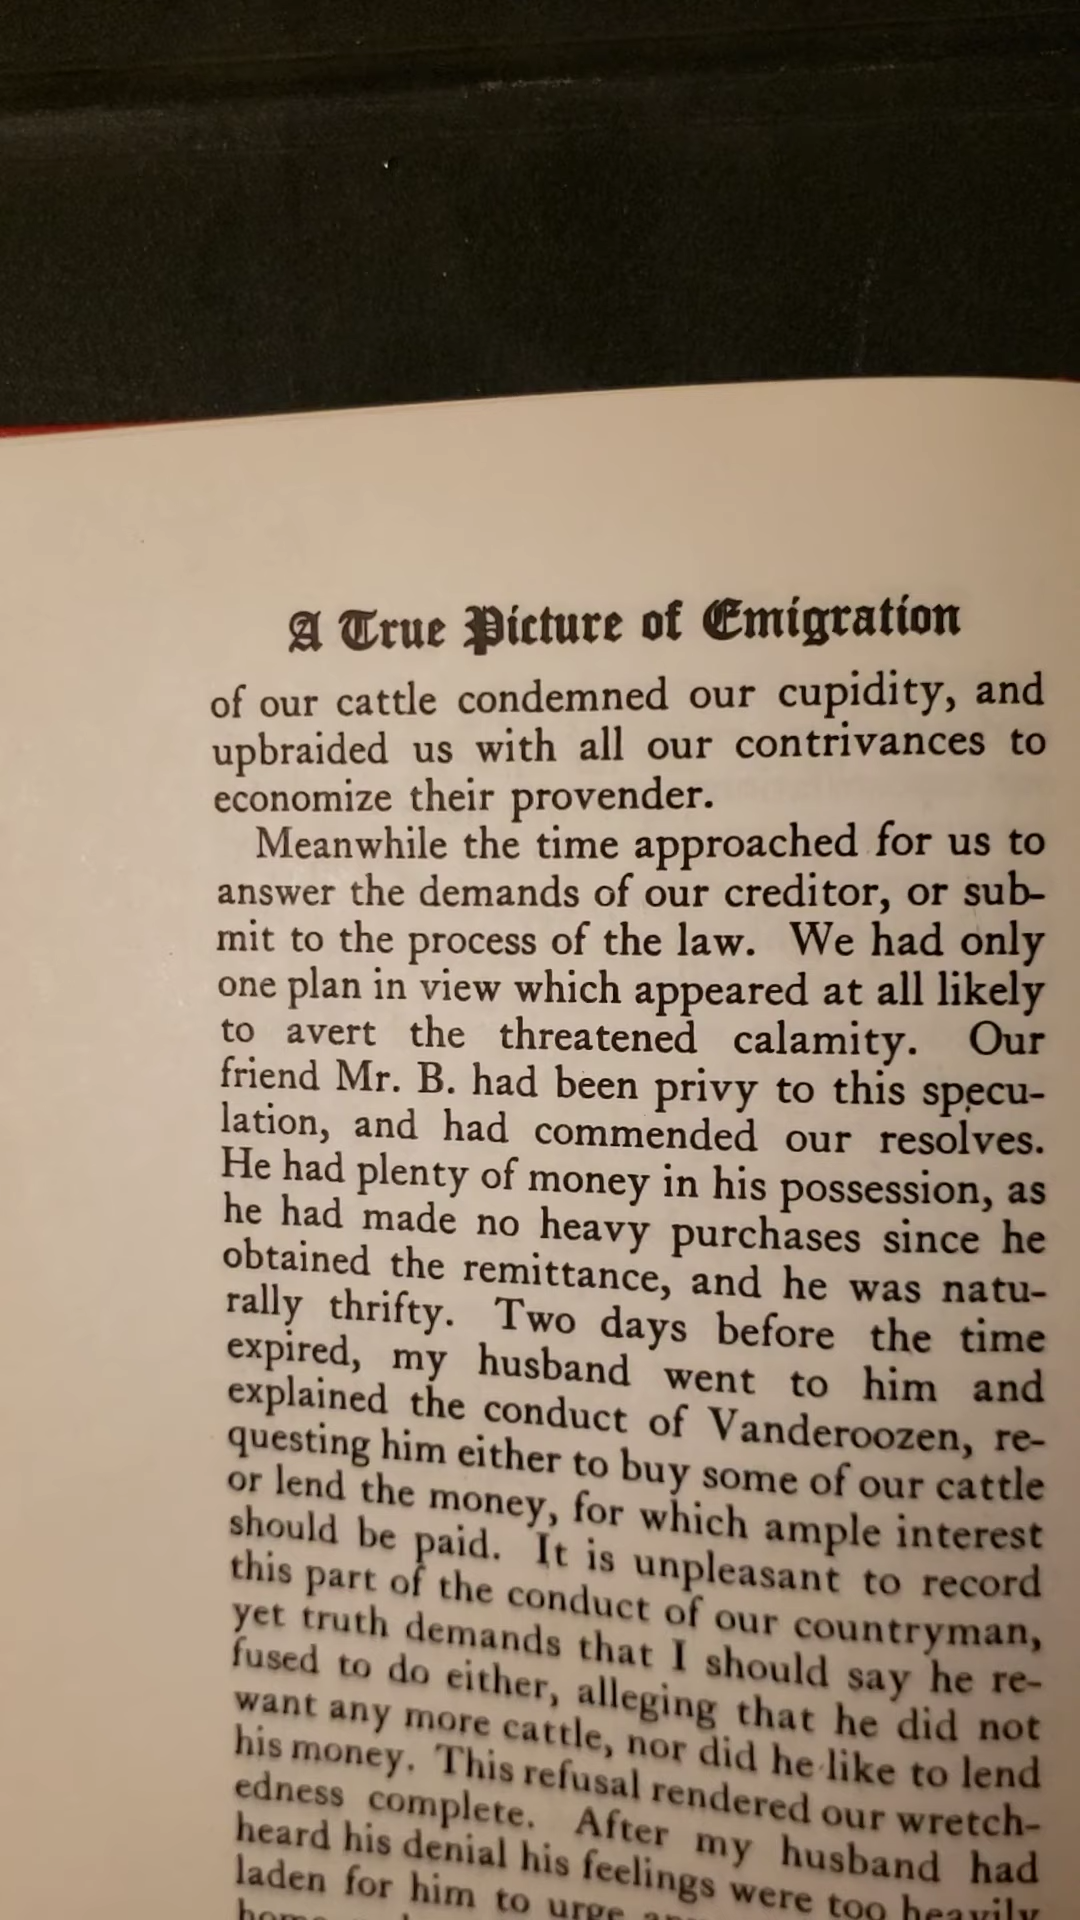 A True Picture of Emigration
of our cattle condemned our cupidity, and
upbraided us with all our contrivances to
economize their provender.
Meanwhile the time approached for us to
answer the demands of our creditor, or sub-
mit to the process of the law. We had only
one plan in view which appeared at all likely
to avert the threatened calamity. Our
friend Mr. B. had been privy to this specu-
lation, and had commended our resolves.
He had plenty of money in his possession, as
he had made no heavy purchases since he
obtained the remittance, and he was natu-
rally thrifty. Two days before the time
expired, my husband went to him and
explained the conduct of Vanderoozen, re-
questing him either to buy some of our cattle
or lend the money, for which ample interest
should be paid. It is unpleasant to record
this part of the conduct of our countryman,
yet truth demands that I should say he re-
fused to do either, alleging that he did not
want any more cattle, nor did he like to lend
his money. This refusal rendered our wretch-
edness complete. After my husband had
heard his denial his feelings were too heavily
laden for him to urge